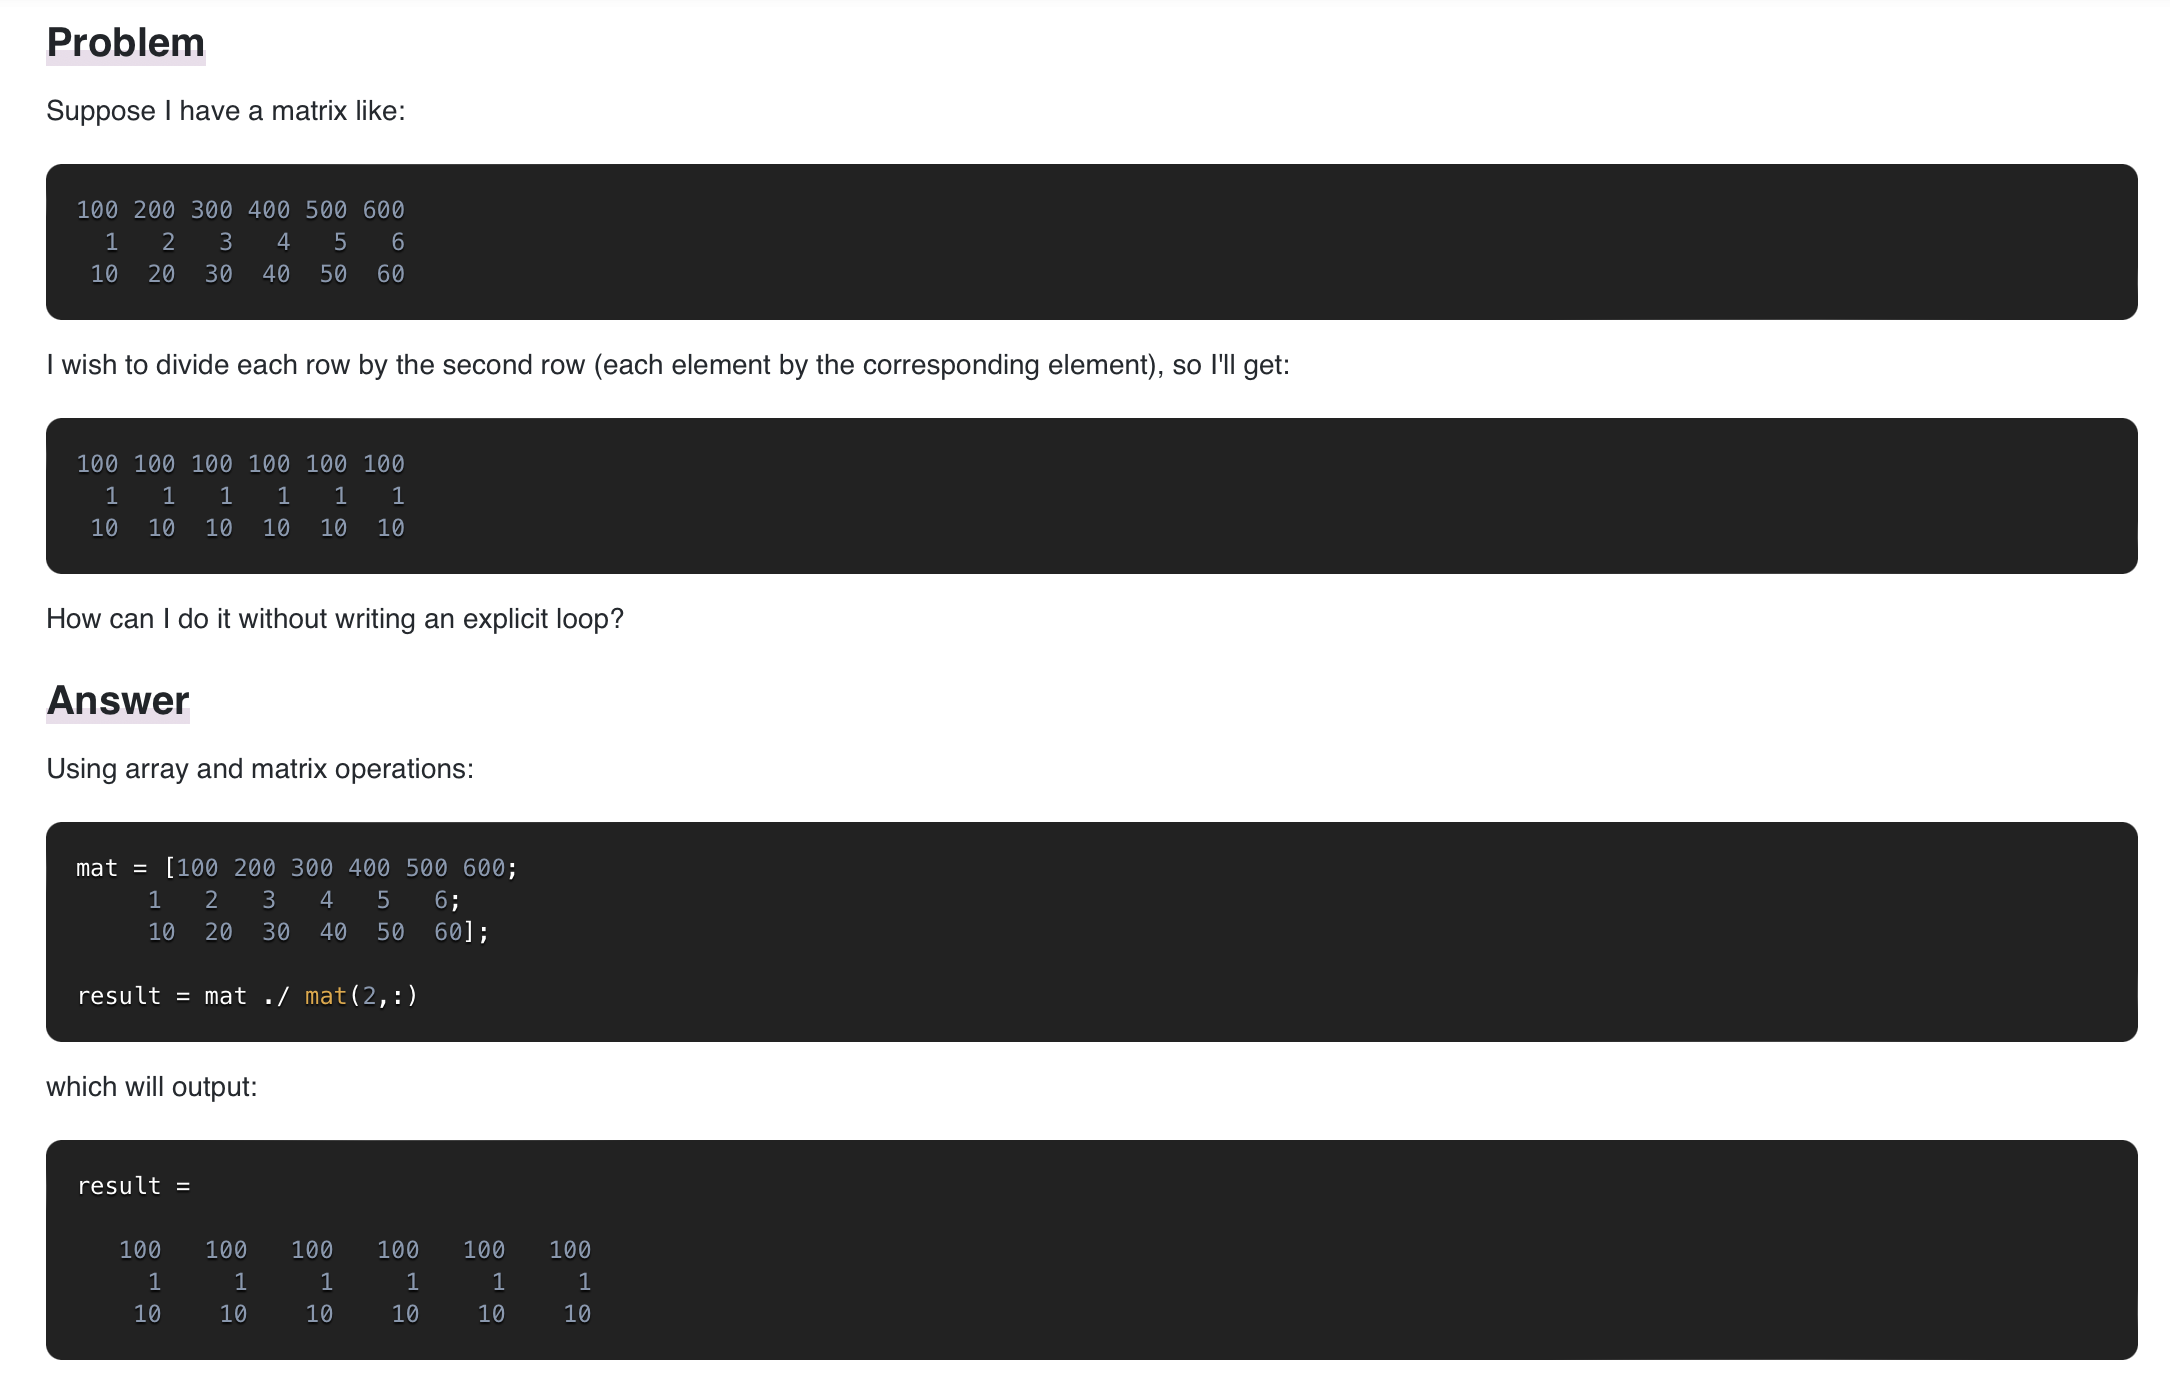 Problem
Suppose I have a matrix like:
100 200 300 400 500 600
  1   2   3   4   5   6
 10  20  30  40  50  60
I wish to divide each row by the second row (each element by the corresponding element), so I'll get:
100 100 100 100 100 100
  1   1   1   1   1   1
 10  10  10  10  10  10
How can I do it without writing an explicit loop?
Answer
Using array and matrix operations:
mat = [100 200 300 400 500 600;
     1   2   3   4   5   6;
     10  20  30  40  50  60];
result = mat ./ mat(2,:)
which will output:
result =
   100   100   100   100   100   100
     1     1     1     1     1     1
    10    10    10    10    10    10